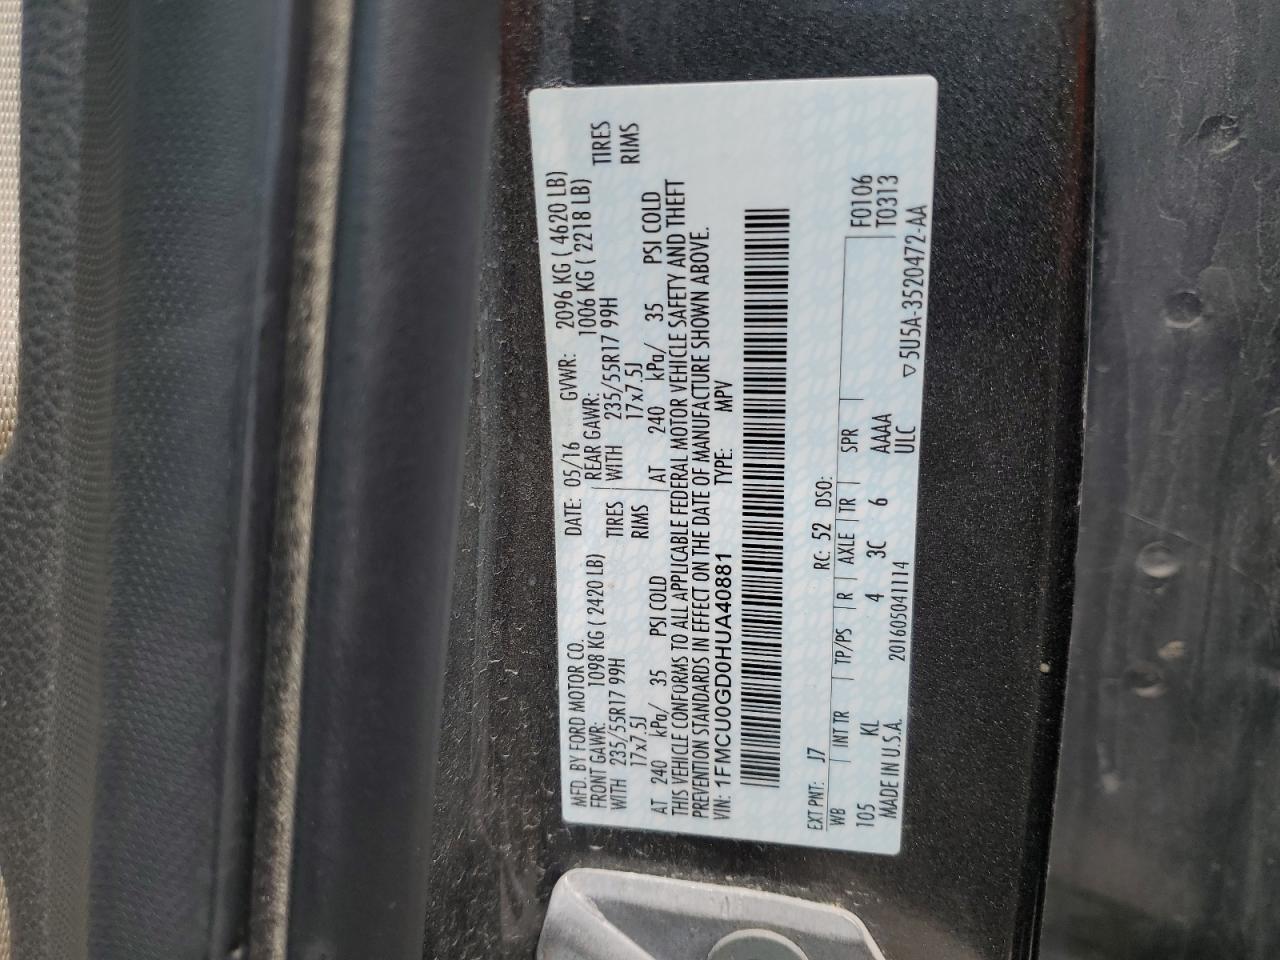 MFD. BY FORD MOTOR CO. DATE: 05/16 GVWR: 2096 KG ( 4620 LB)
FRONT GAWR: 1098 KG ( 2420 LB) REAR GAWR: 1006 KG ( 2218 LB)
WITH 235/55R17 99H TIRES WITH 235/55R17 99H TIRES
17x7.5J RIMS 17x7.5J RIMS
AT 240 kPa/ 35 PSI COLD AT 240 kPa/ 35 PSI COLD
THIS VEHICLE CONFORMS TO ALL APPLICABLE FEDERAL MOTOR VEHICLE SAFETY AND THEFT
PREVENTION STANDARDS IN EFFECT ON THE DATE OF MANUFACTURE SHOWN ABOVE.
VIN: 1FMCU0GD0HUA40881 TYPE: MPV
EXT PNT: J7 RC: 52 DSO:
WB INT TR TP/PS R AXLE TR SPR F0106
105 KL 4 3C 6 AAAA T0313
MADE IN U.S.A. 201605041114 ULC ▽ 5U5A-3520472-AA